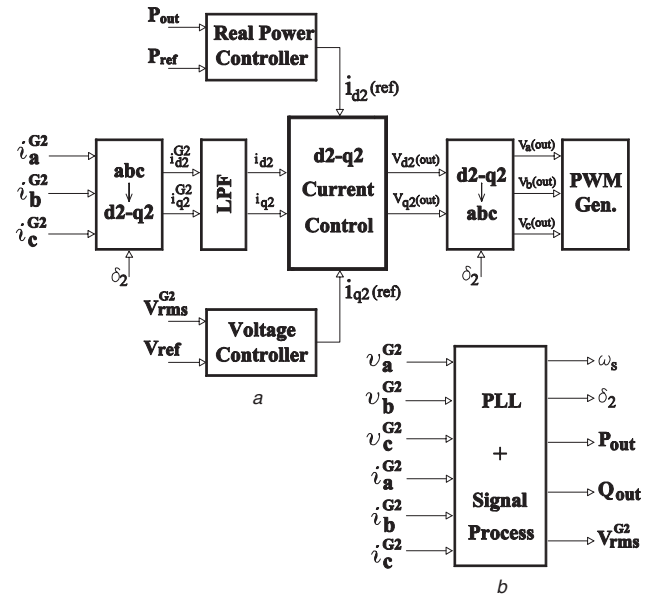 Pout
Pref
Real Power
Controller
id2(ref)
iaG2
ibG2
icG2
abc
↓
d2-q2
δ2
id2G2
iq2G2
LPF
id2
iq2
d2-q2
Current
Control
Vd2(out)
Vq2(out)
d2-q2
↓
abc
δ2
Va(out)
Vb(out)
Vc(out)
PWM
Gen.
iq2(ref)
VrmsG2
Vref
Voltage
Controller
a
υaG2
υbG2
υcG2
iaG2
ibG2
icG2
PLL
+
Signal
Process
ωs
δ2
Pout
Qout
VrmsG2
b